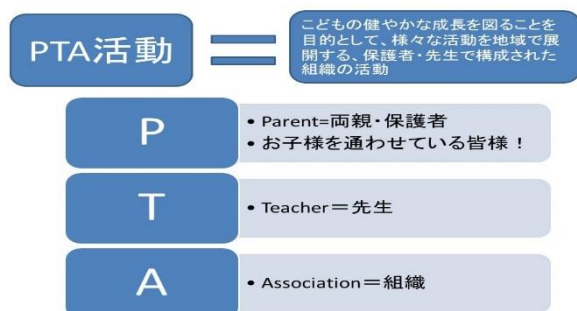 PTA活動
こどもの健やかな成長を図ることを
目的として、様々な活動を地域で展
開する、保護者・先生で構成された
組織の活動
P
• Parent=両親・保護者
• お子様を通わせている皆様！
T
• Teacher＝先生
A
• Association＝組織